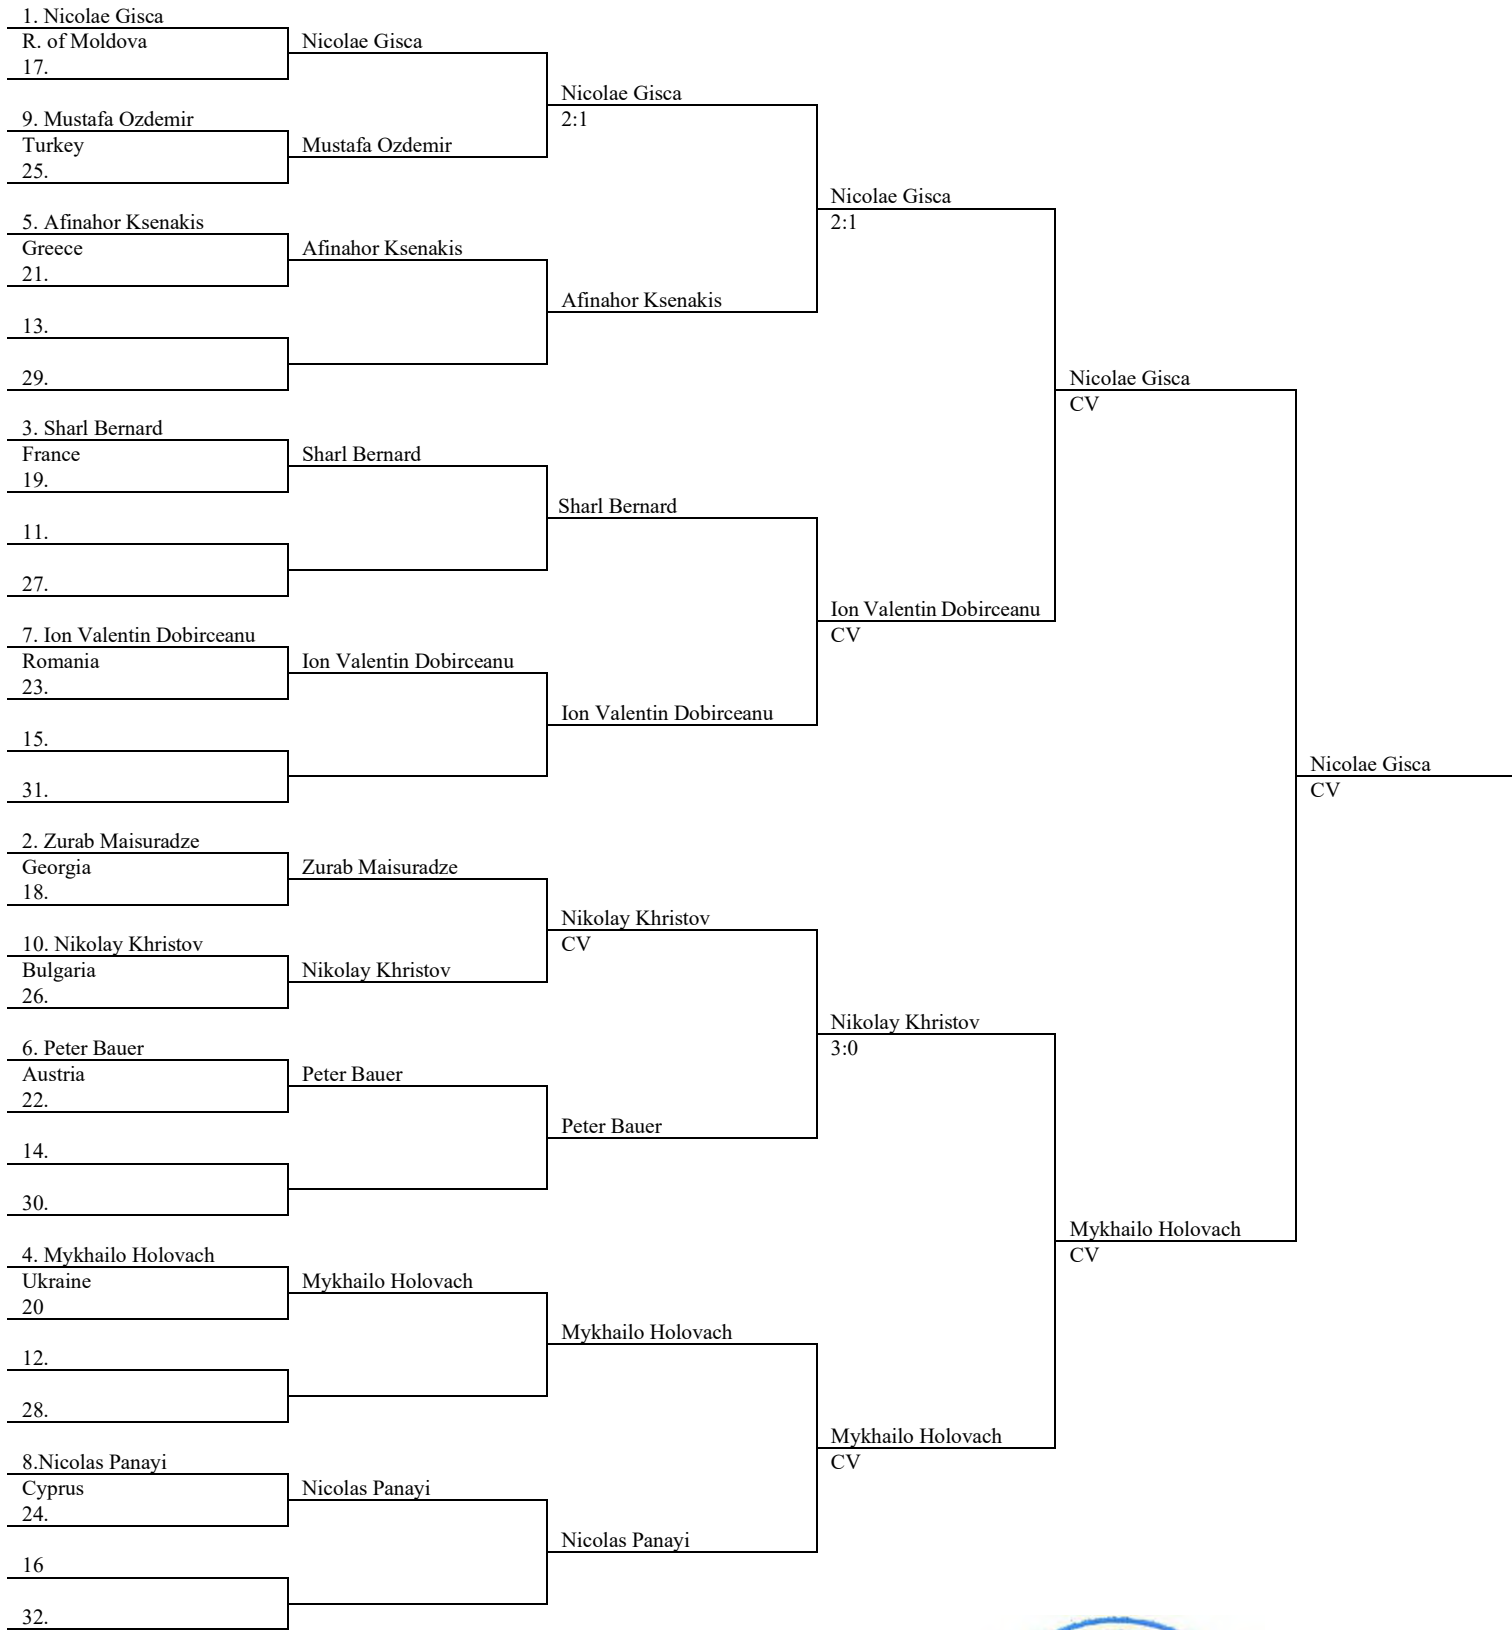 1. Nicolae Gisca
R. of Moldova
17.
9. Mustafa Ozdemir
Turkey
25.
5. Afinahor Ksenakis
Greece
21.
13.
29.
3. Sharl Bernard
France
19.
11.
27.
7. Ion Valentin Dobirceanu
Romania
23.
15.
31.
2. Zurab Maisuradze
Georgia
18.
10. Nikolay Khristov
Bulgaria
26.
6. Peter Bauer
Austria
22.
14.
30.
4. Mykhailo Holovach
Ukraine
20
12.
28.
8.Nicolas Panayi
Cyprus
24.
16
32.
Nicolae Gisca
Mustafa Ozdemir
Afinahor Ksenakis
Sharl Bernard
Ion Valentin Dobirceanu
Zurab Maisuradze
Nikolay Khristov
Peter Bauer
Mykhailo Holovach
Nicolas Panayi
Nicolae Gisca
2:1
Afinahor Ksenakis
Sharl Bernard
Ion Valentin Dobirceanu
Nikolay Khristov
CV
Peter Bauer
Mykhailo Holovach
Nicolas Panayi
Nicolae Gisca
2:1
Ion Valentin Dobirceanu
CV
Nikolay Khristov
3:0
Mykhailo Holovach
CV
Nicolae Gisca
CV
Mykhailo Holovach
CV
Nicolae Gisca
CV